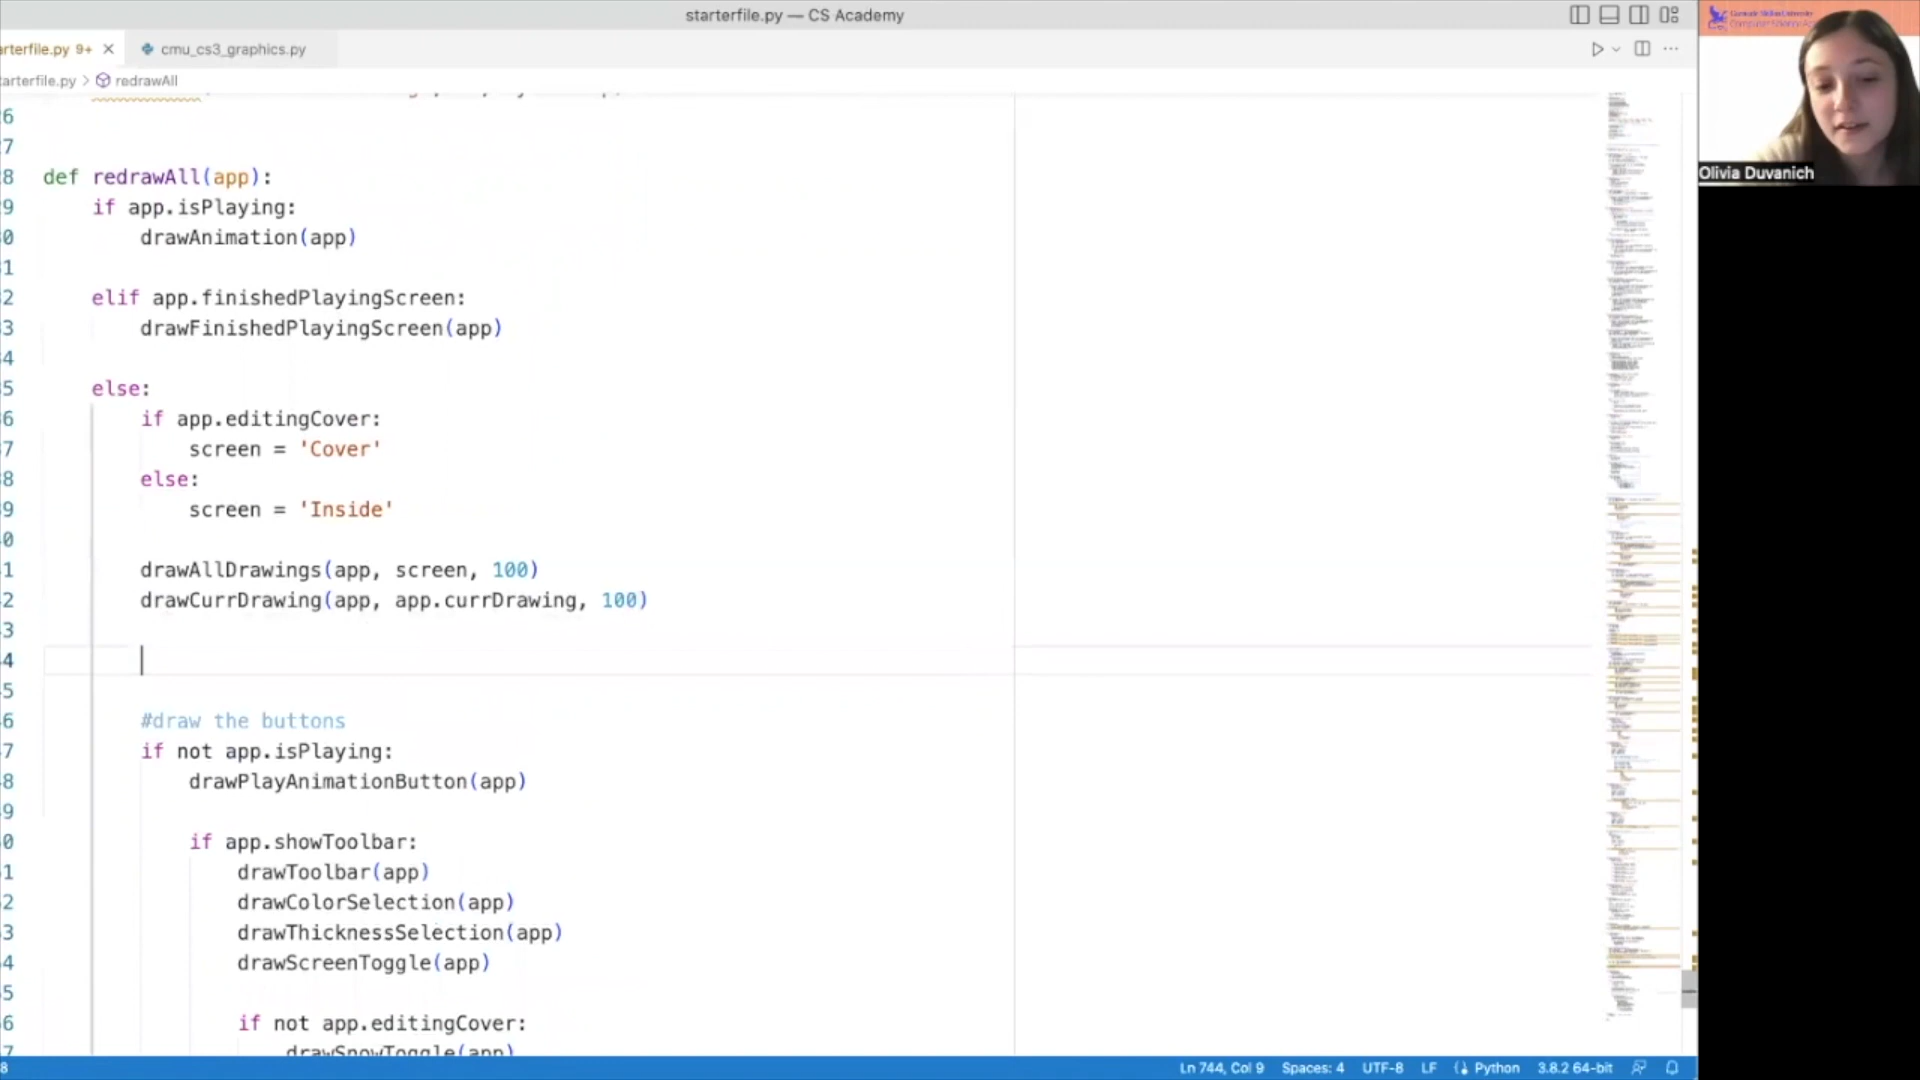 starterfile.py — CS Academy
arterfile.py 9+
cmu_cs3_graphics.py
tarterfile.py > redrawAll
6
7
8 def redrawAll(app):
9 if app.isPlaying:
0 drawAnimation(app)
1
2 elif app.finishedPlayingScreen:
3 drawFinishedPlayingScreen(app)
4
5 else:
6 if app.editingCover:
7 screen = 'Cover'
8 else:
9 screen = 'Inside'
0
1 drawAllDrawings(app, screen, 100)
2 drawCurrDrawing(app, app.currDrawing, 100)
3
4
5
6 #draw the buttons
7 if not app.isPlaying:
8 drawPlayAnimationButton(app)
9
0 if app.showToolbar:
1 drawToolbar(app)
2 drawColorSelection(app)
3 drawThicknessSelection(app)
4 drawScreenToggle(app)
5
6 if not app.editingCover:
7 drawSnowToggle(app)
8 Ln 744, Col 9 Spaces: 4 UTF-8 LF Python 3.8.2 64-bit
Olivia Duvanich